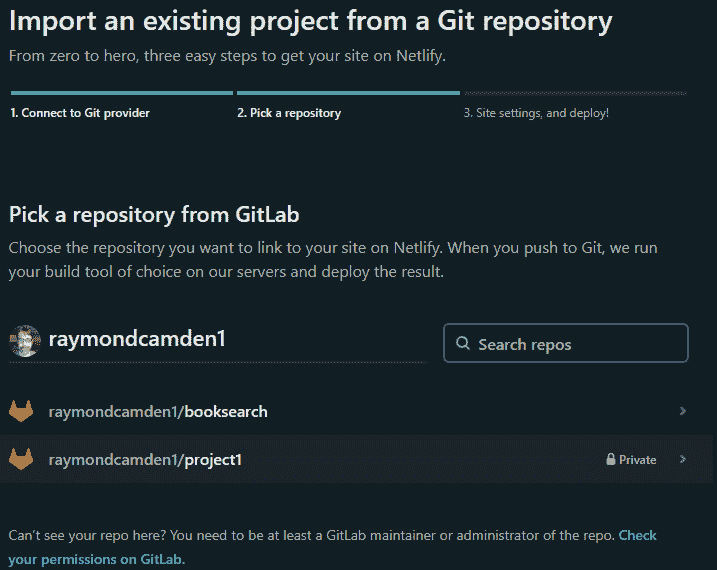 Import an existing project from a Git repository
From zero to hero, three easy steps to get your site on Netlify.
1. Connect to Git provider
2. Pick a repository
3. Site settings, and deploy!
Pick a repository from GitLab
Choose the repository you want to link to your site on Netlify. When you push to Git, we run
your build tool of choice on our servers and deploy the result.
raymondcamden1
Search repos
raymondcamden1/booksearch
raymondcamden1/project1
Private
Can't see your repo here? You need to be at least a GitLab maintainer or administrator of the repo. Check
your permissions on GitLab.